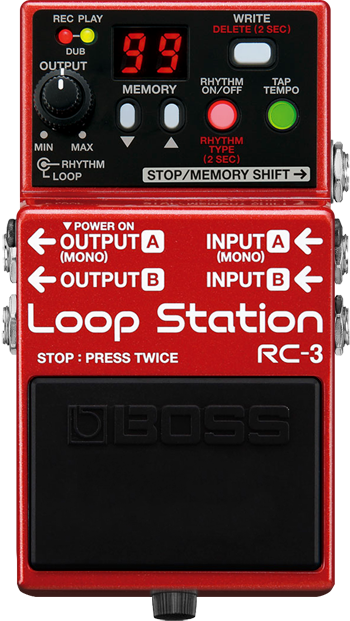 REC PLAY
DUB
OUTPUT
MIN MAX
RHYTHM
LOOP
99
MEMORY
WRITE
DELETE (2 SEC)
RHYTHM
ON/OFF
TAP
TEMPO
RHYTHM
TYPE
(2 SEC)
STOP/MEMORY SHIFT→
▼POWER ON
←OUTPUT A
(MONO)
INPUT A←
(MONO)
←OUTPUT B
INPUT B←
Loop Station
STOP : PRESS TWICE
RC-3
BOSS